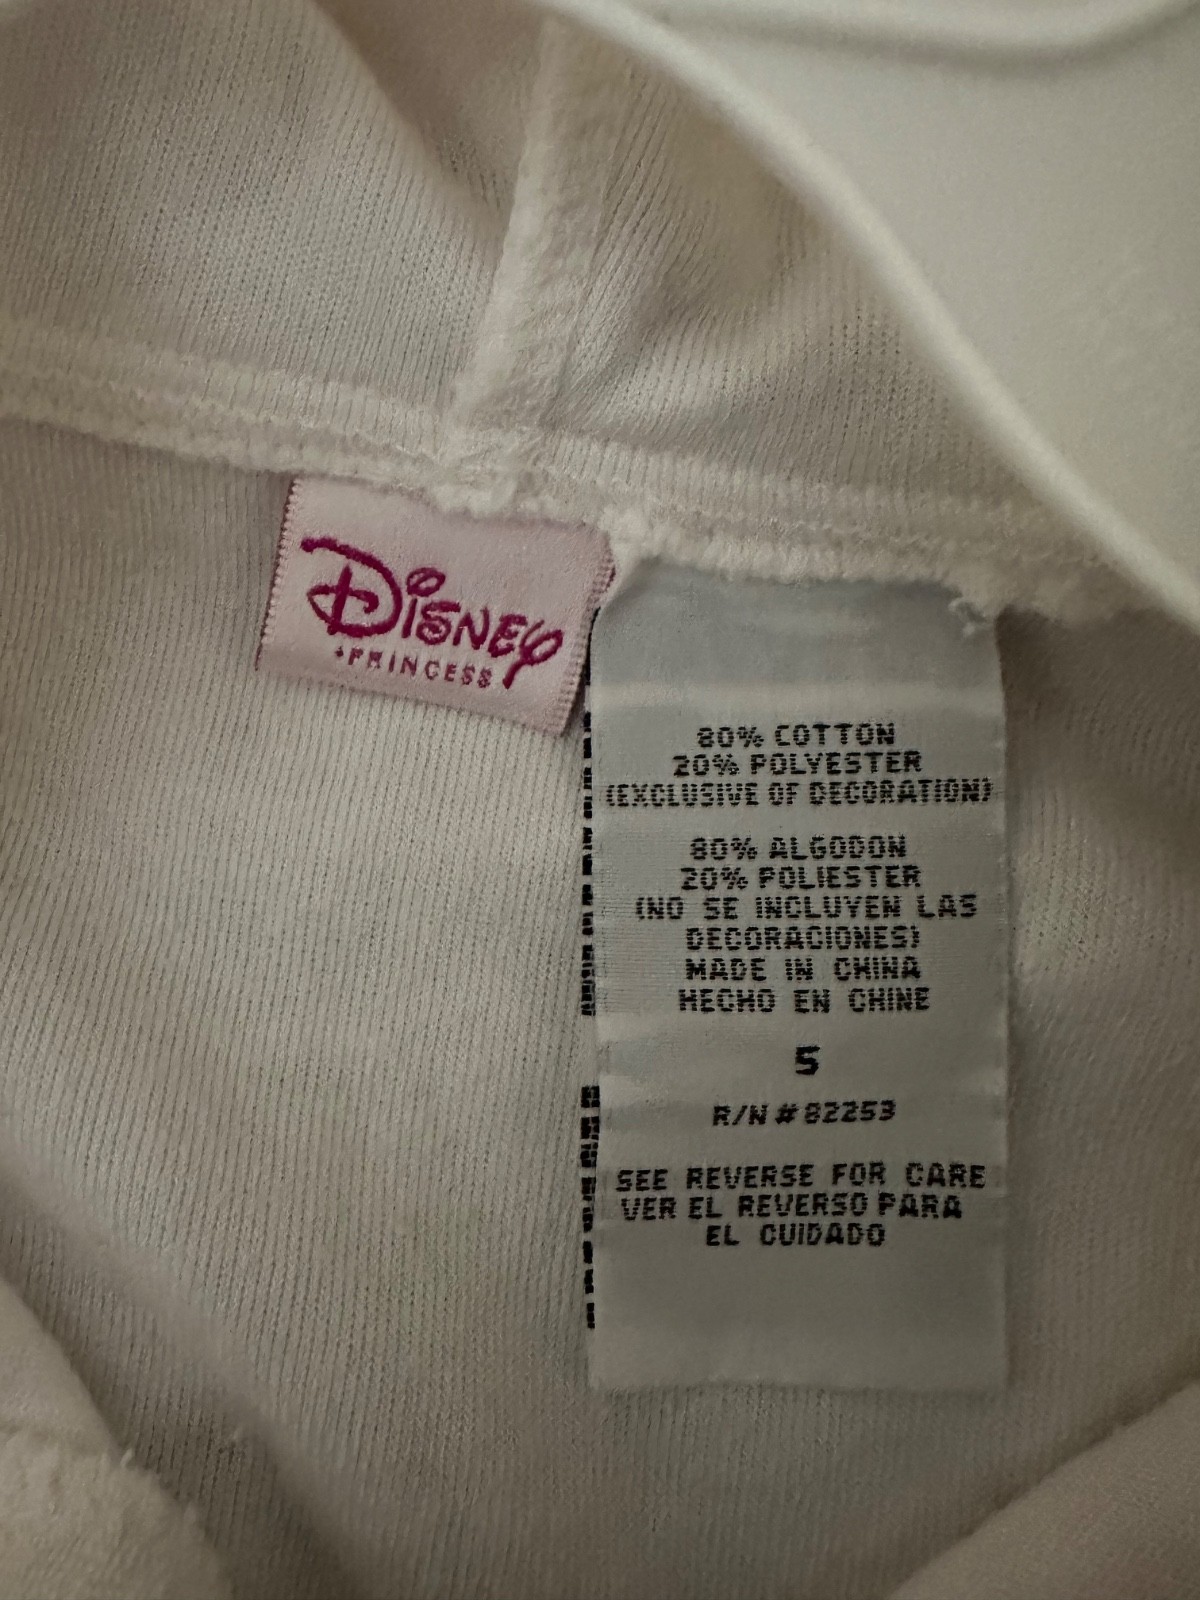 DISNEY
PRINCESS
80% COTTON
20% POLYESTER
(EXCLUSIVE OF DECORATION)
80% ALGODON
20% POLIESTER
(NO SE INCLUYEN LAS
DECORACIONES)
MADE IN CHINA
HECHO EN CHINE
5
R/N # 82253
SEE REVERSE FOR CARE
VER EL REVERSO PARA
EL CUIDADO